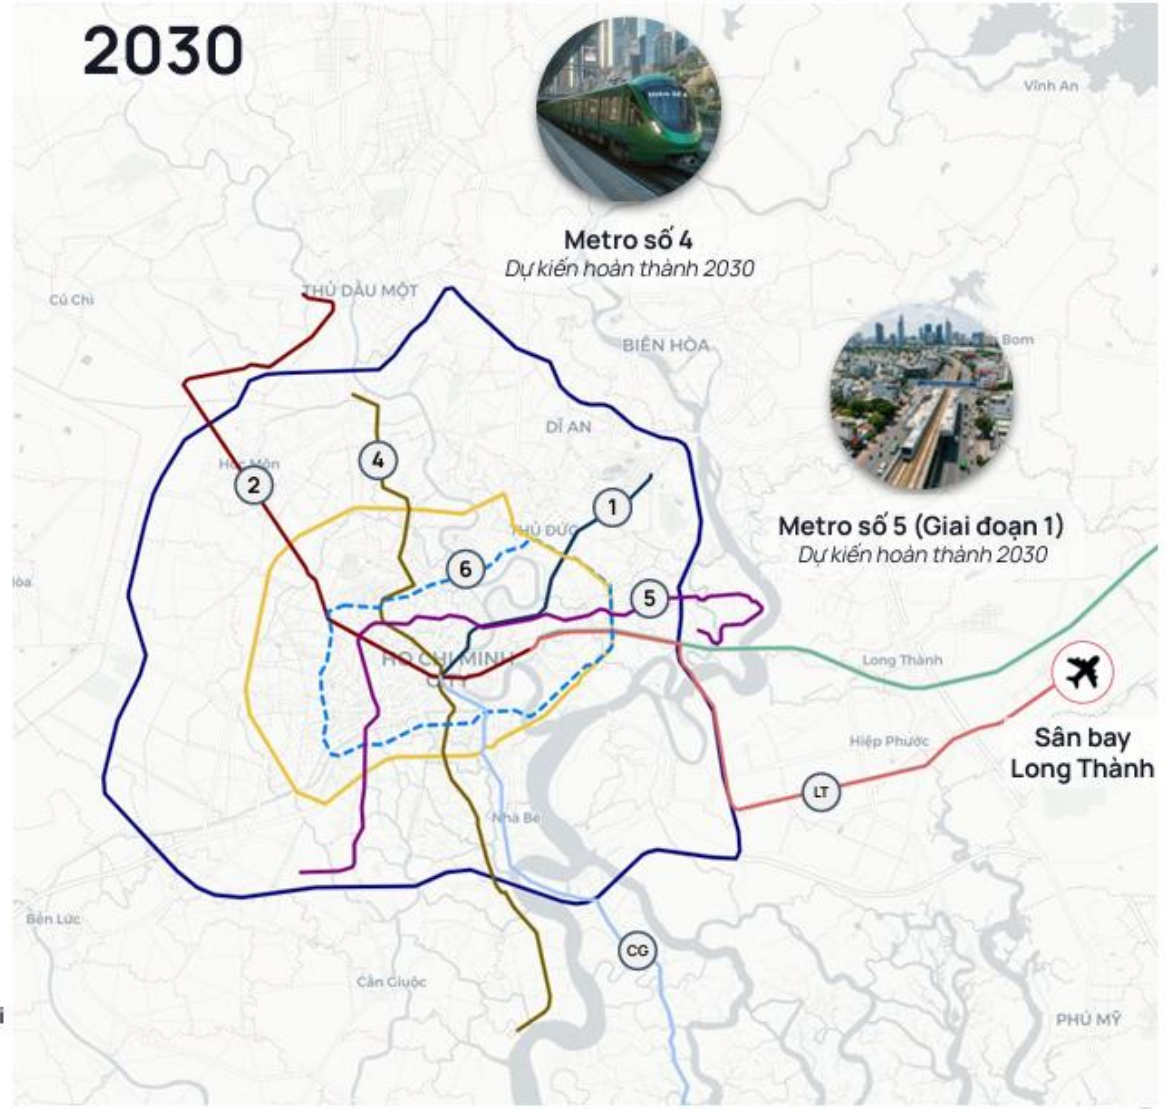 2030
Vĩnh An
Metro số 4
Dự kiến hoàn thành 2030
Củ Chi
THỦ DẦU MỘT
BIÊN HÒA
Bom
DĨ AN
Hóc Môn
4
2
1
THỦ ĐỨC
Metro số 5 (Giai đoạn 1)
Dự kiến hoàn thành 2030
6
5
HO CHI MINH
CITY
Long Thành
Hiệp Phước
Sân bay
Long Thành
LT
Nhà Bè
Bến Lức
CG
Cần Giuộc
PHÚ MỸ